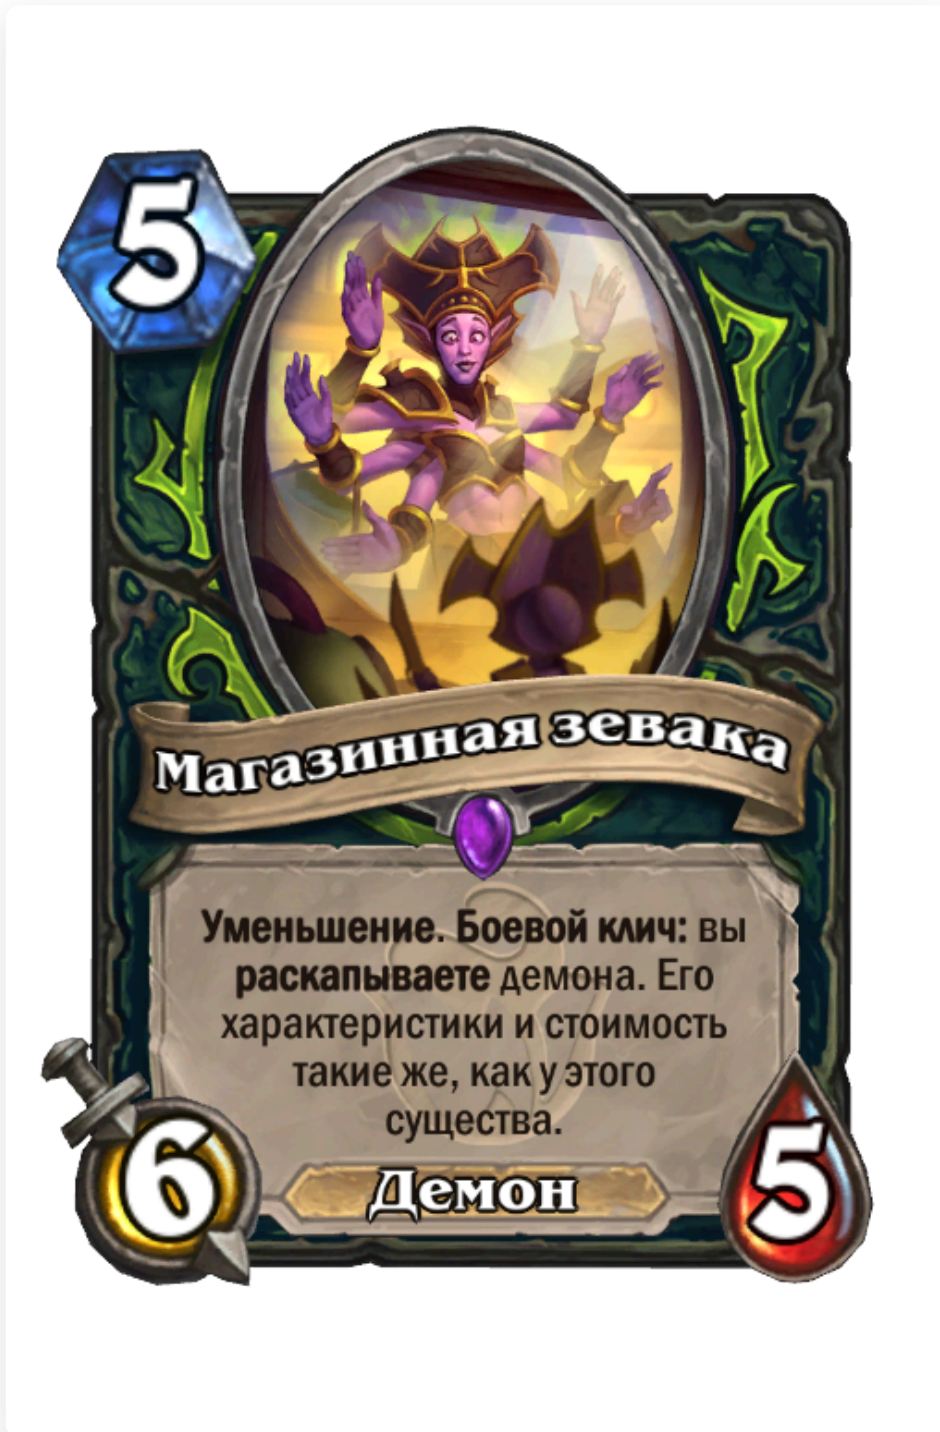 5
Магазинная зевака
Уменьшение. Боевой клич: вы
раскапываете демона. Его
характеристики и стоимость
такие же, как у этого
существа.
6
Демон
5